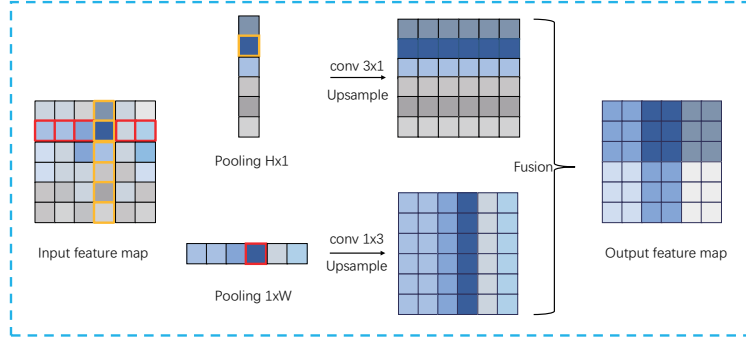 conv 3x1
Upsample
Pooling Hx1
Fusion
Input feature map
conv 1x3
Upsample
Output feature map
Pooling 1xW